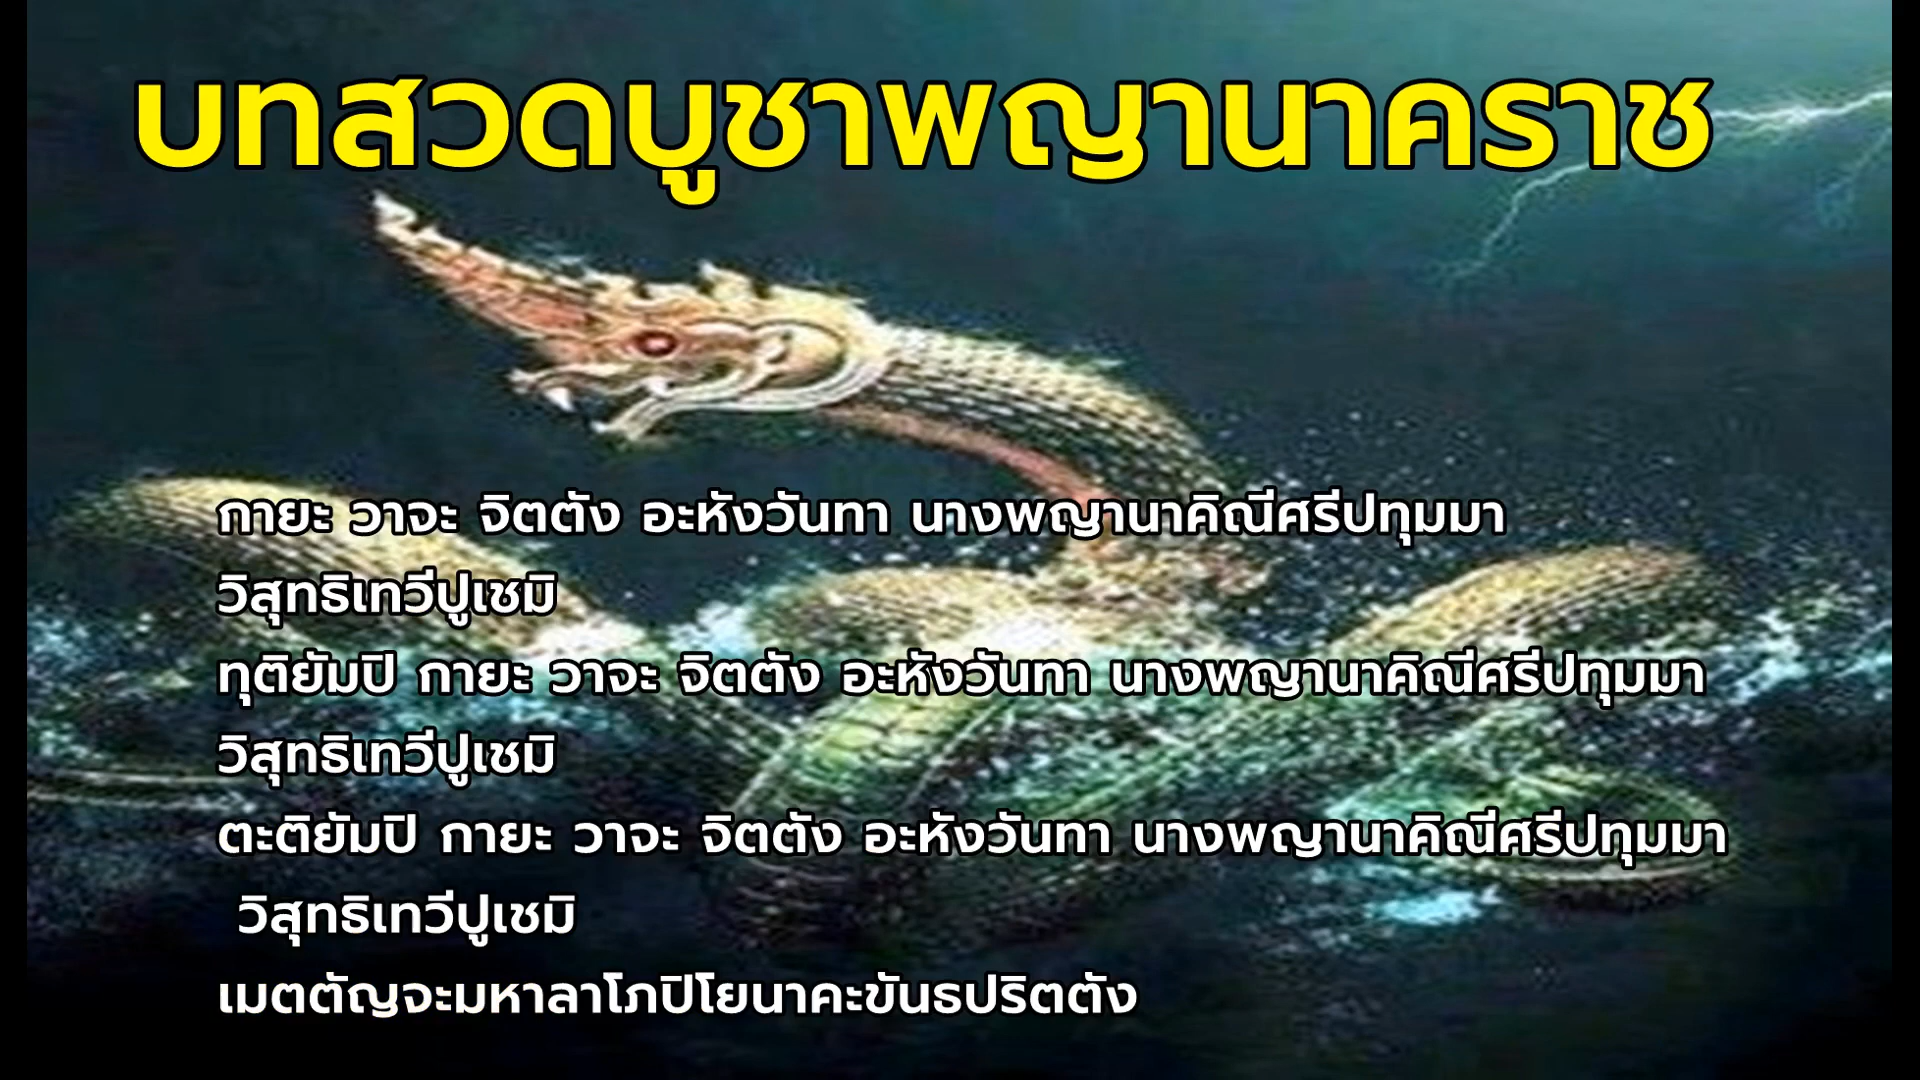 บทสวดบูชาพญานาคราช
กายะ วาจะ จิตตัง อะหังวันทา นางพญานาคิณีศรีปทุมมา
วิสุทธิเทวีปูเชมิ
ทุติยัมปิ กายะ วาจะ จิตตัง อะหังวันทา นางพญานาคิณีศรีปทุมมา
วิสุทธิเทวีปูเชมิ
ตะติยัมปิ กายะ วาจะ จิตตัง อะหังวันทา นางพญานาคิณีศรีปทุมมา
วิสุทธิเทวีปูเชมิ
เมตตัญจะมหาลาโภปิโยนาคะขันธปริตตัง